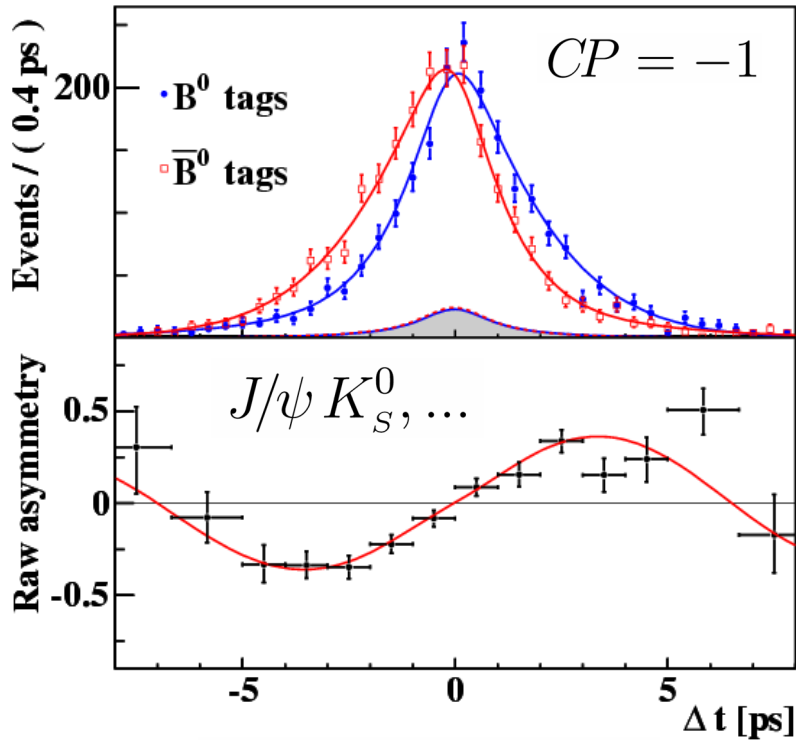 Events / ( 0.4 ps )
200
CP = −1
B⁰ tags
B̅⁰ tags
Raw asymmetry
0.5
0
-0.5
J/ψ K⁰_S, ...
-5 0 5
Δ t [ps]